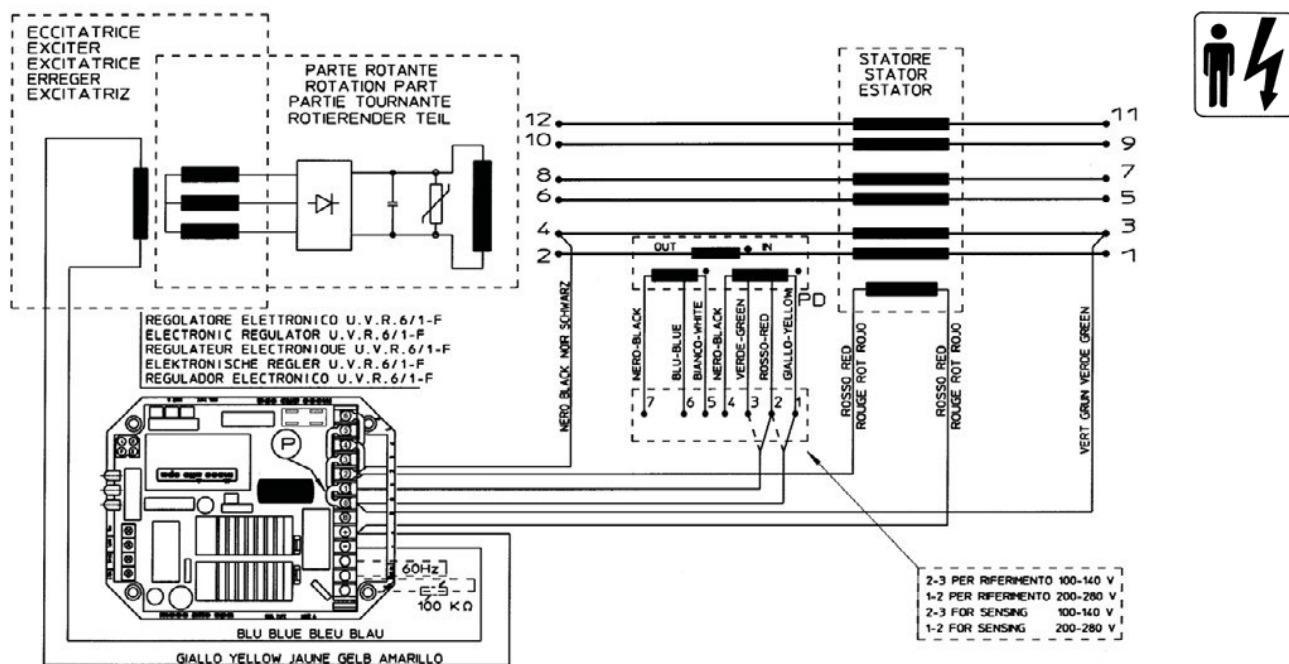 ECCITATRICE
EXCITER
EXCITATRICE
ERREGER
EXCITATRIZ
PARTE ROTANTE
ROTATION PART
PARTIE TOURNANTE
ROTIERENDER TEIL
STATORE
STATOR
ESTATOR
12
10
8
6
4
2
11
9
7
5
3
1
OUT
IN
PD
NERO-BLACK
BLU-BLUE
BIANCO-WHITE
NERO-BLACK
VERDE-GREEN
ROSSO-RED
GIALLO-YELLOW
7 6 5 4 3 2 1
NERO BLACK NOIR SCHWARZ
ROSSO RED
ROUGE ROT ROJO
ROSSO RED
ROUGE ROT ROJO
VERT GRUN VERDE GREEN
REGOLATORE ELETTRONICO U.V.R.6/1-F
ELECTRONIC REGULATOR U.V.R.6/1-F
REGULATEUR ELECTRONIQUE U.V.R.6/1-F
ELEKTRONISCHE REGLER U.V.R.6/1-F
REGULADOR ELECTRONICO U.V.R.6/1-F
P
60Hz
100 KΩ
2-3 PER RIFERIMENTO 100-140 V
1-2 PER RIFERIMENTO 200-280 V
2-3 FOR SENSING 100-140 V
1-2 FOR SENSING 200-280 V
BLU BLUE BLEU BLAU
GIALLO YELLOW JAUNE GELB AMARILLO